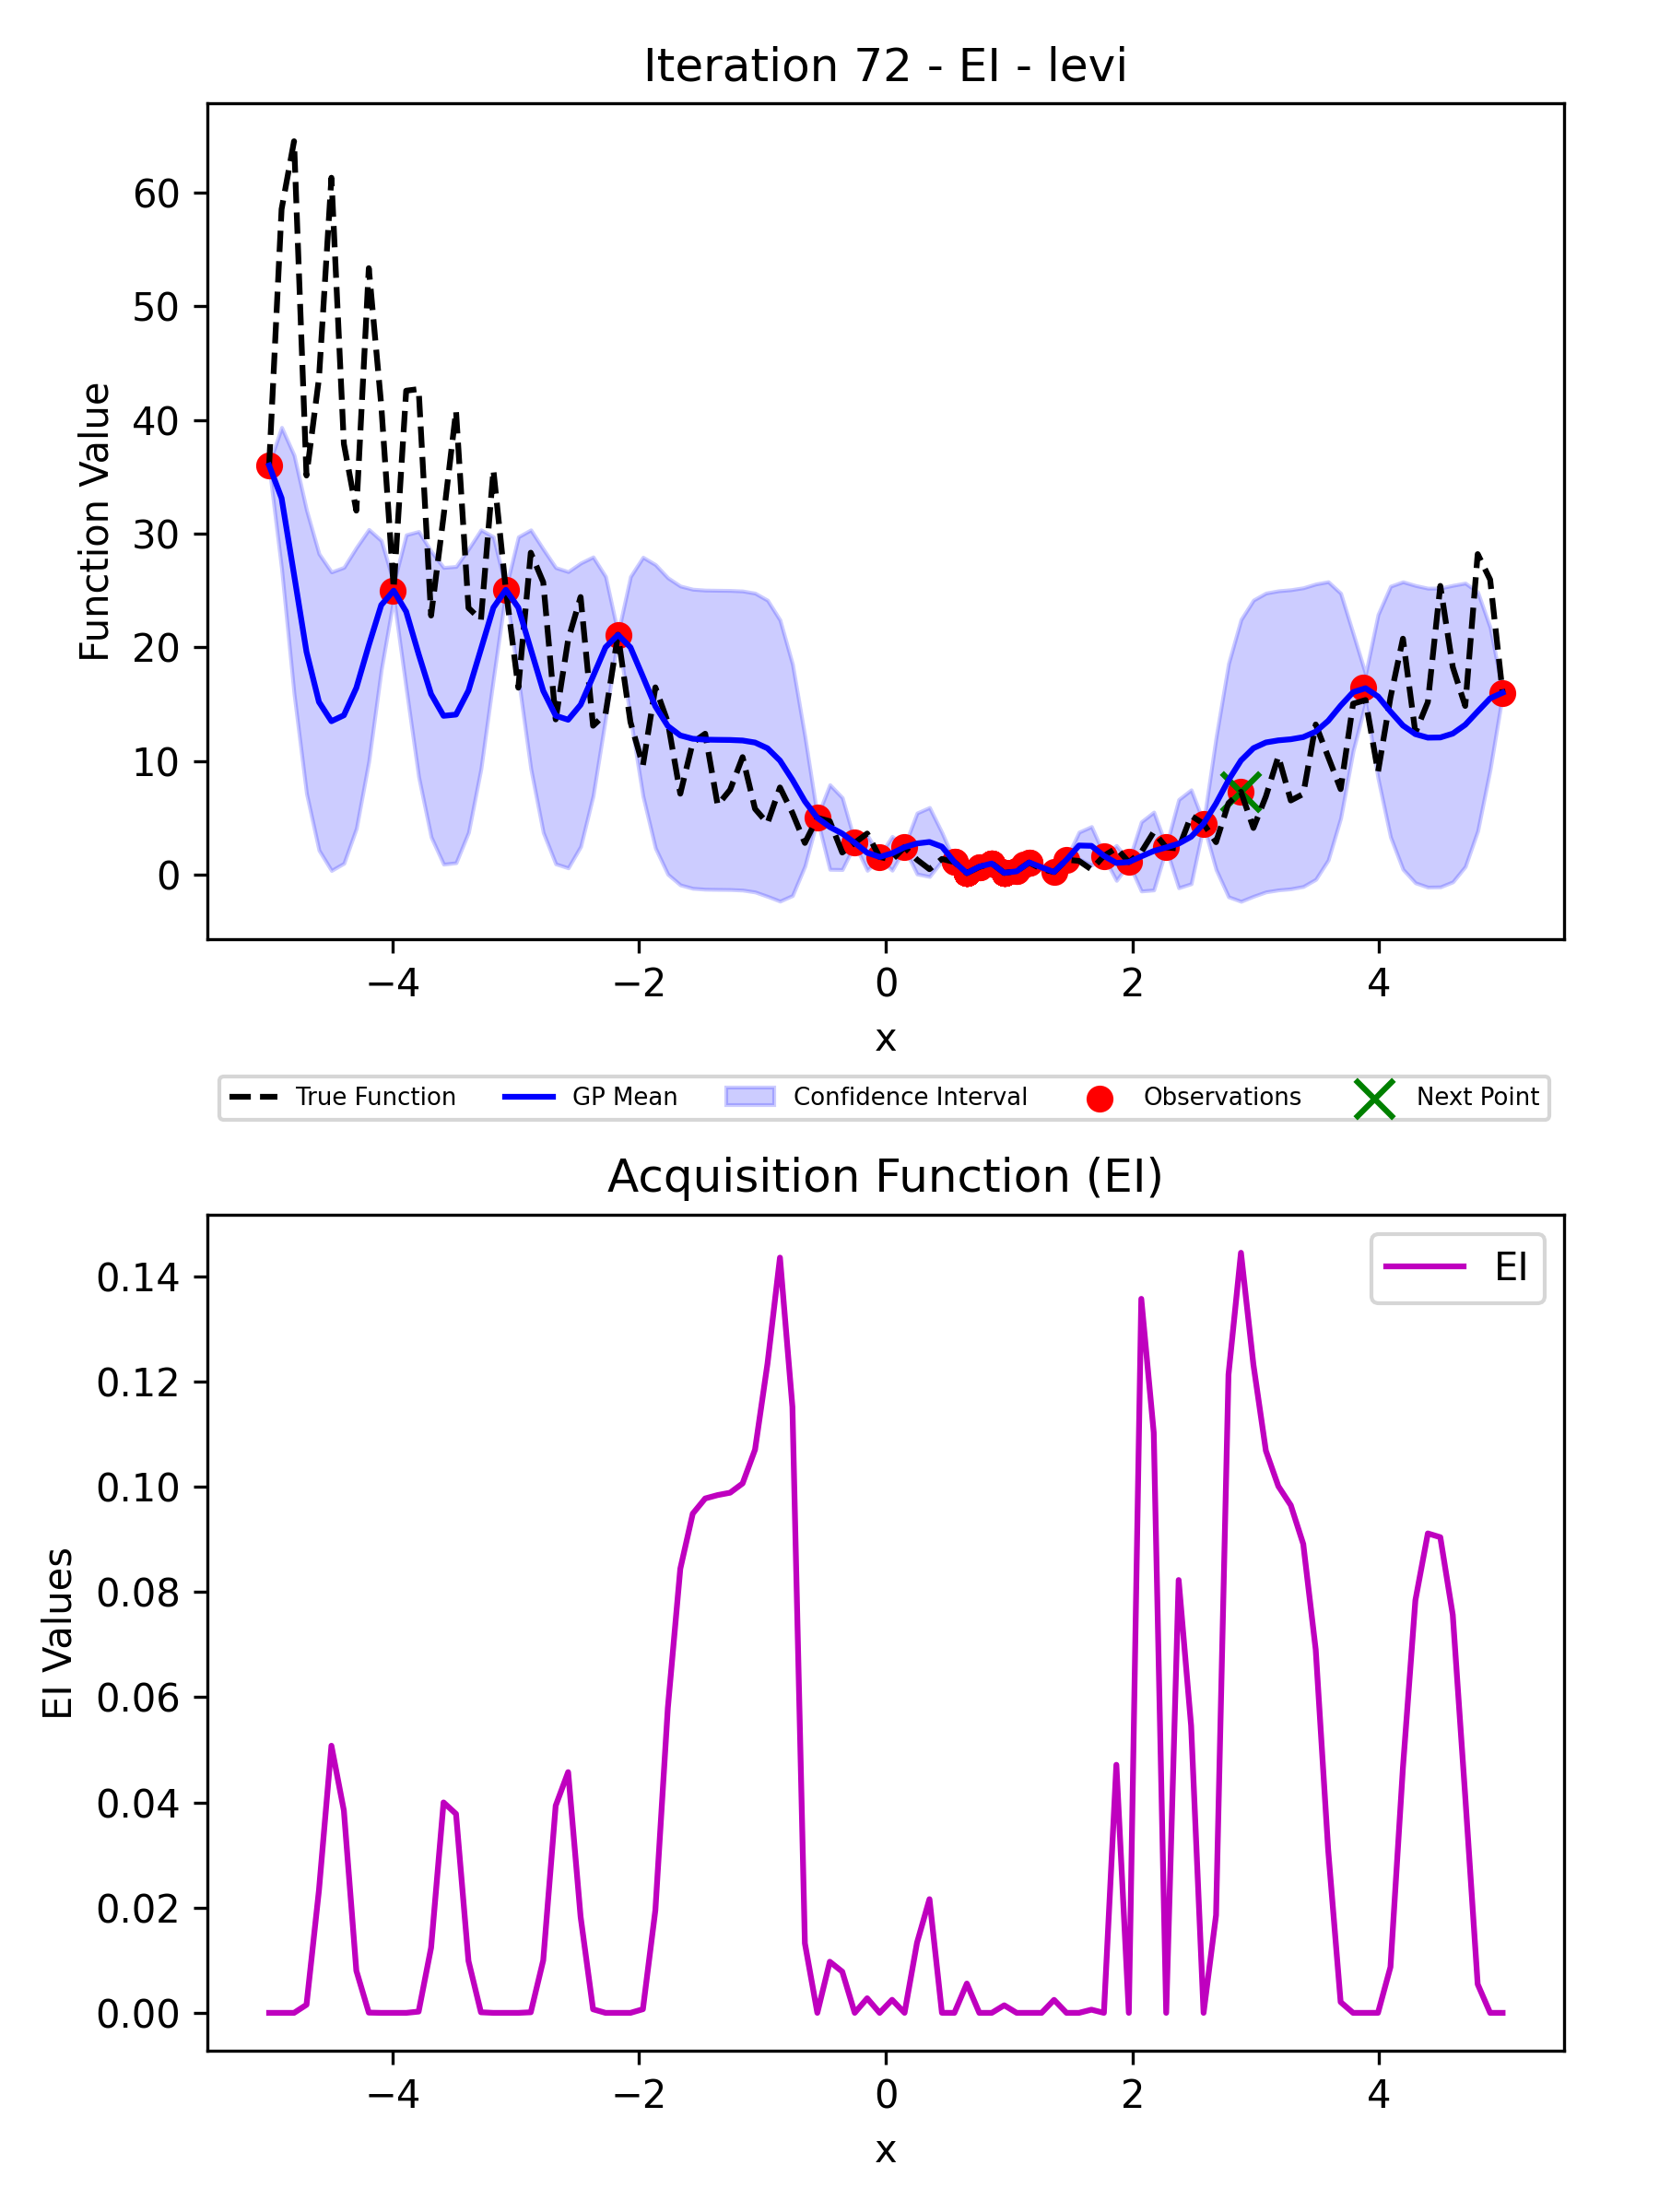 Iteration 72 - EI - levi
Function Value
60
50
40
30
20
10
0
−4 −2 0 2 4
x
True Function GP Mean Confidence Interval Observations Next Point
Acquisition Function (EI)
EI
EI Values
0.14
0.12
0.10
0.08
0.06
0.04
0.02
0.00
−4 −2 0 2 4
x